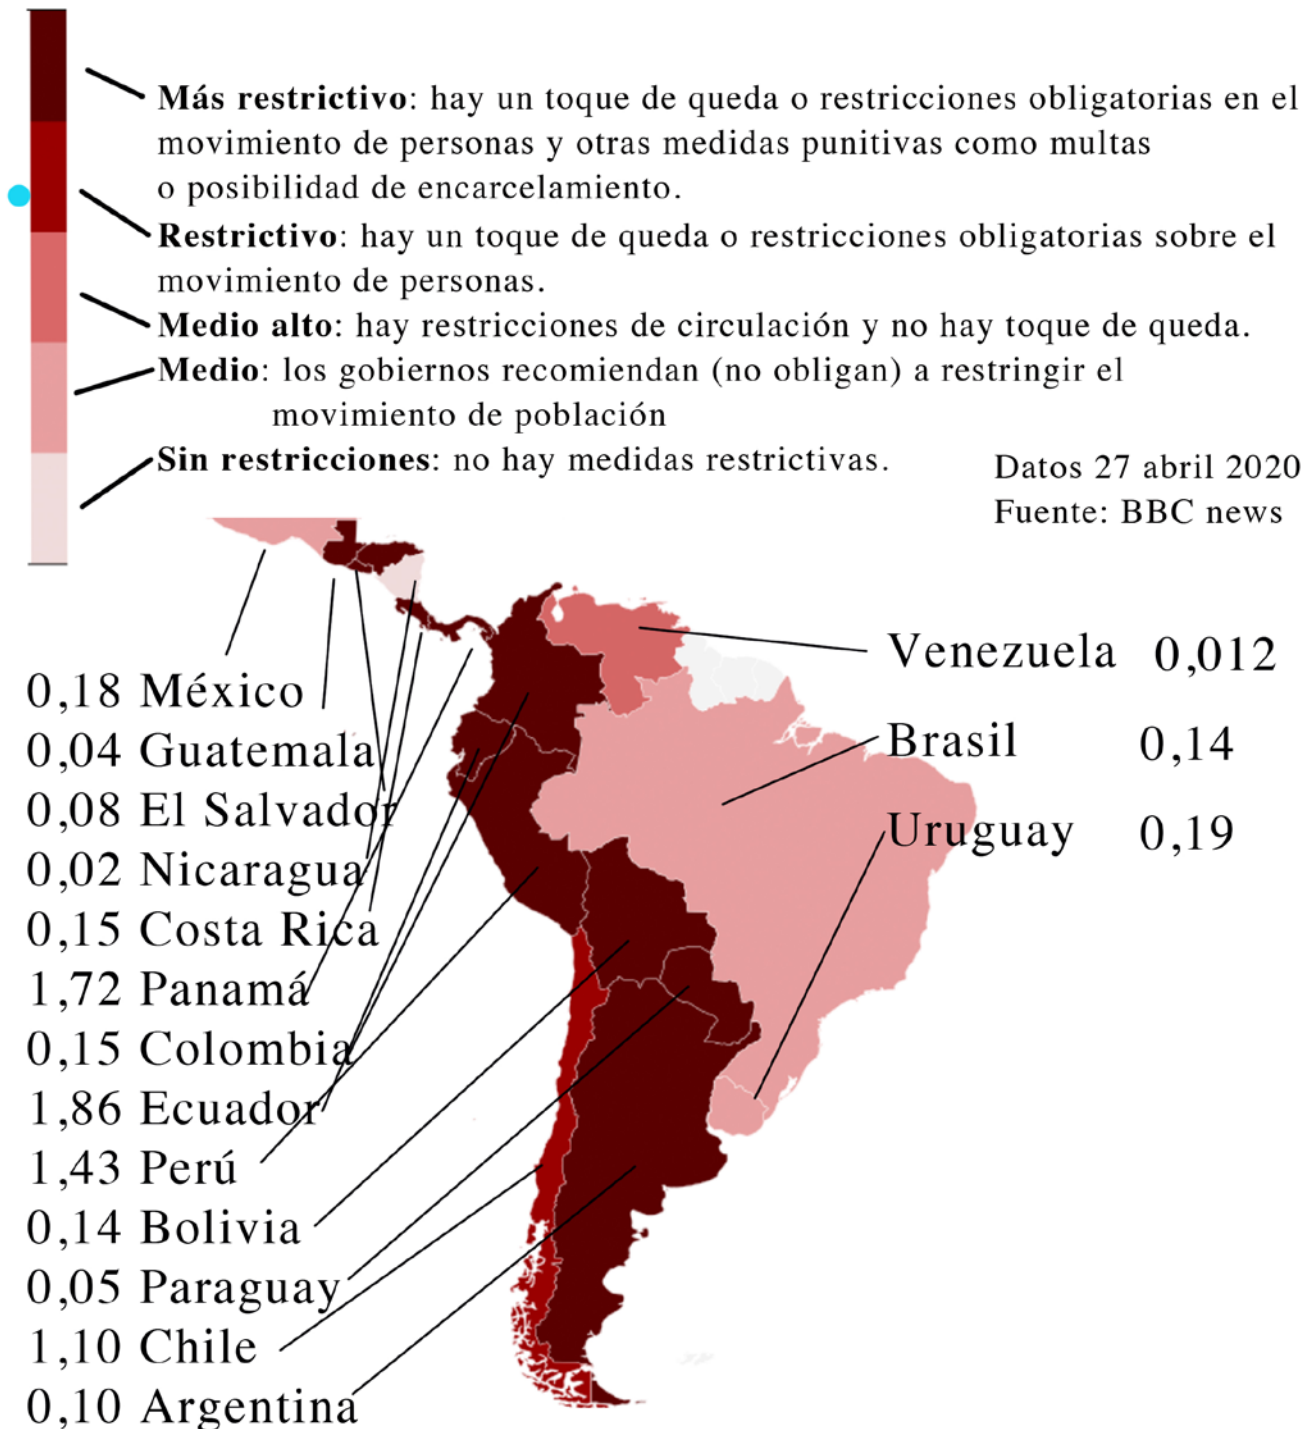 Más restrictivo: hay un toque de queda o restricciones obligatorias en el
movimiento de personas y otras medidas punitivas como multas
o posibilidad de encarcelamiento.
Restrictivo: hay un toque de queda o restricciones obligatorias sobre el
movimiento de personas.
Medio alto: hay restricciones de circulación y no hay toque de queda.
Medio: los gobiernos recomiendan (no obligan) a restringir el
movimiento de población
Sin restricciones: no hay medidas restrictivas.
Datos 27 abril 2020
Fuente: BBC news
0,18 México
0,04 Guatemala
0,08 El Salvador
0,02 Nicaragua
0,15 Costa Rica
1,72 Panamá
0,15 Colombia
1,86 Ecuador
1,43 Perú
0,14 Bolivia
0,05 Paraguay
1,10 Chile
0,10 Argentina
Venezuela 0,012
Brasil 0,14
Uruguay 0,19